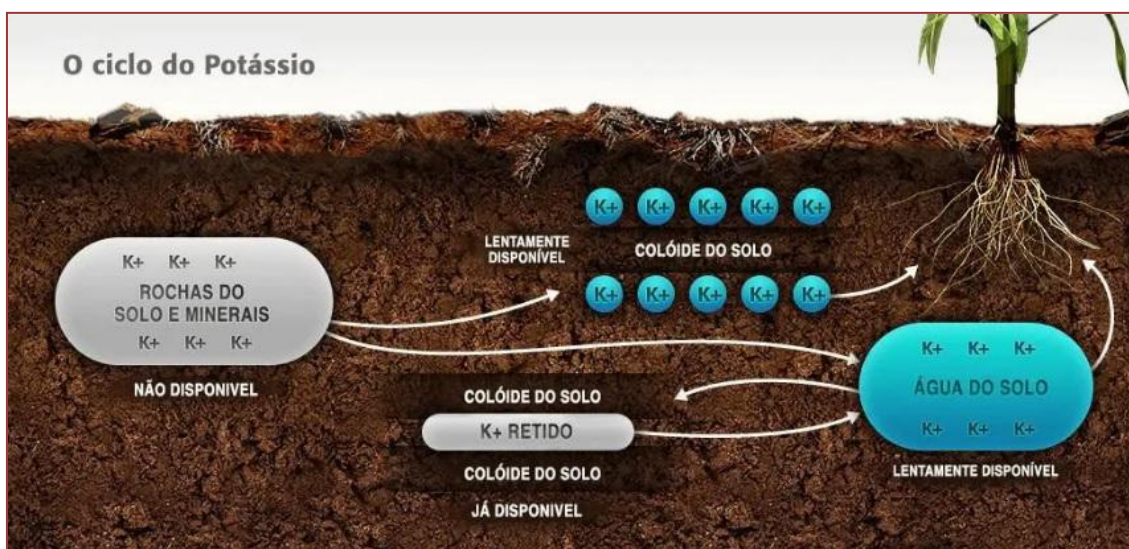 O ciclo do Potássio
K+ K+ K+
ROCHAS DO
SOLO E MINERAIS
K+ K+ K+
NÃO DISPONIVEL
K+ K+ K+ K+ K+
LENTAMENTE
DISPONÍVEL
COLÓIDE DO SOLO
K+ K+ K+ K+ K+
COLÓIDE DO SOLO
K+ RETIDO
COLÓIDE DO SOLO
JÁ DISPONIVEL
K+ K+ K+
ÁGUA DO SOLO
K+ K+ K+
LENTAMENTE DISPONÍVEL